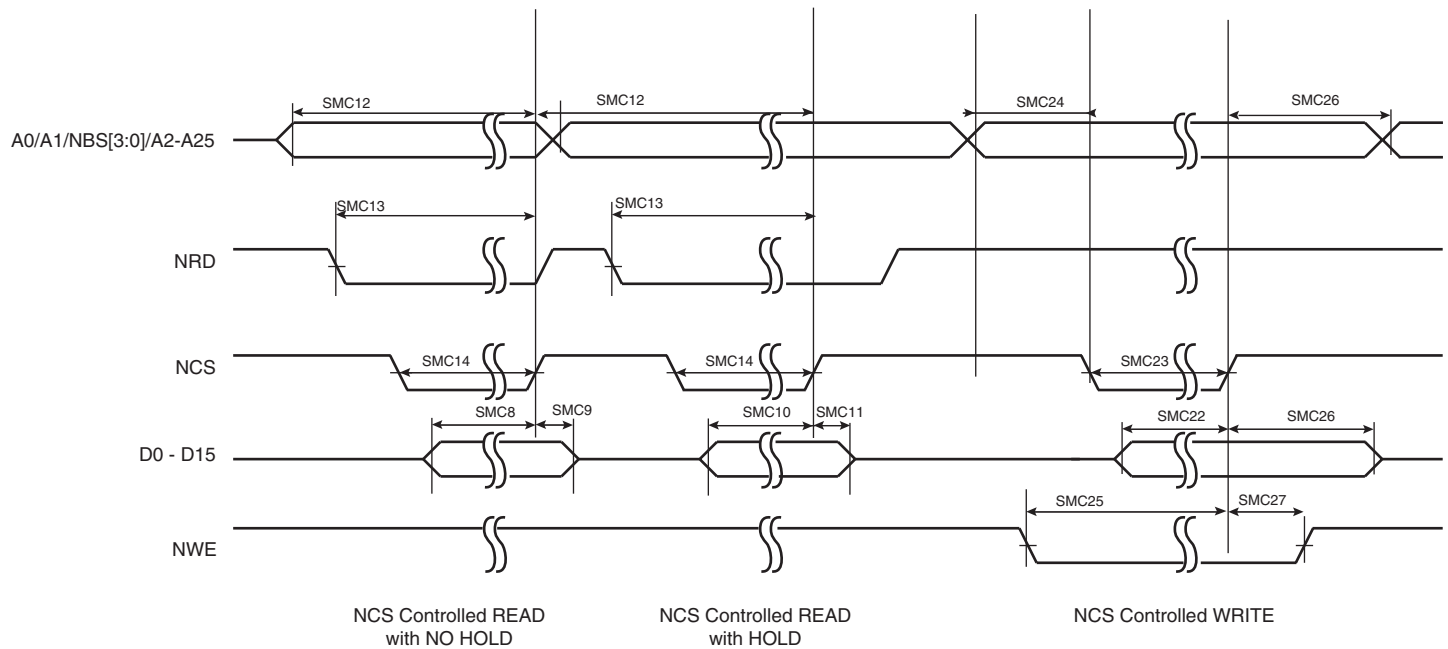 SMC12
SMC12
SMC24
SMC26
A0/A1/NBS[3:0]/A2-A25
SMC13
SMC13
NRD
SMC14
SMC14
SMC23
NCS
SMC8
SMC9
SMC10
SMC11
SMC22
SMC26
D0 - D15
SMC25
SMC27
NWE
NCS Controlled READ
with NO HOLD
NCS Controlled READ
with HOLD
NCS Controlled WRITE